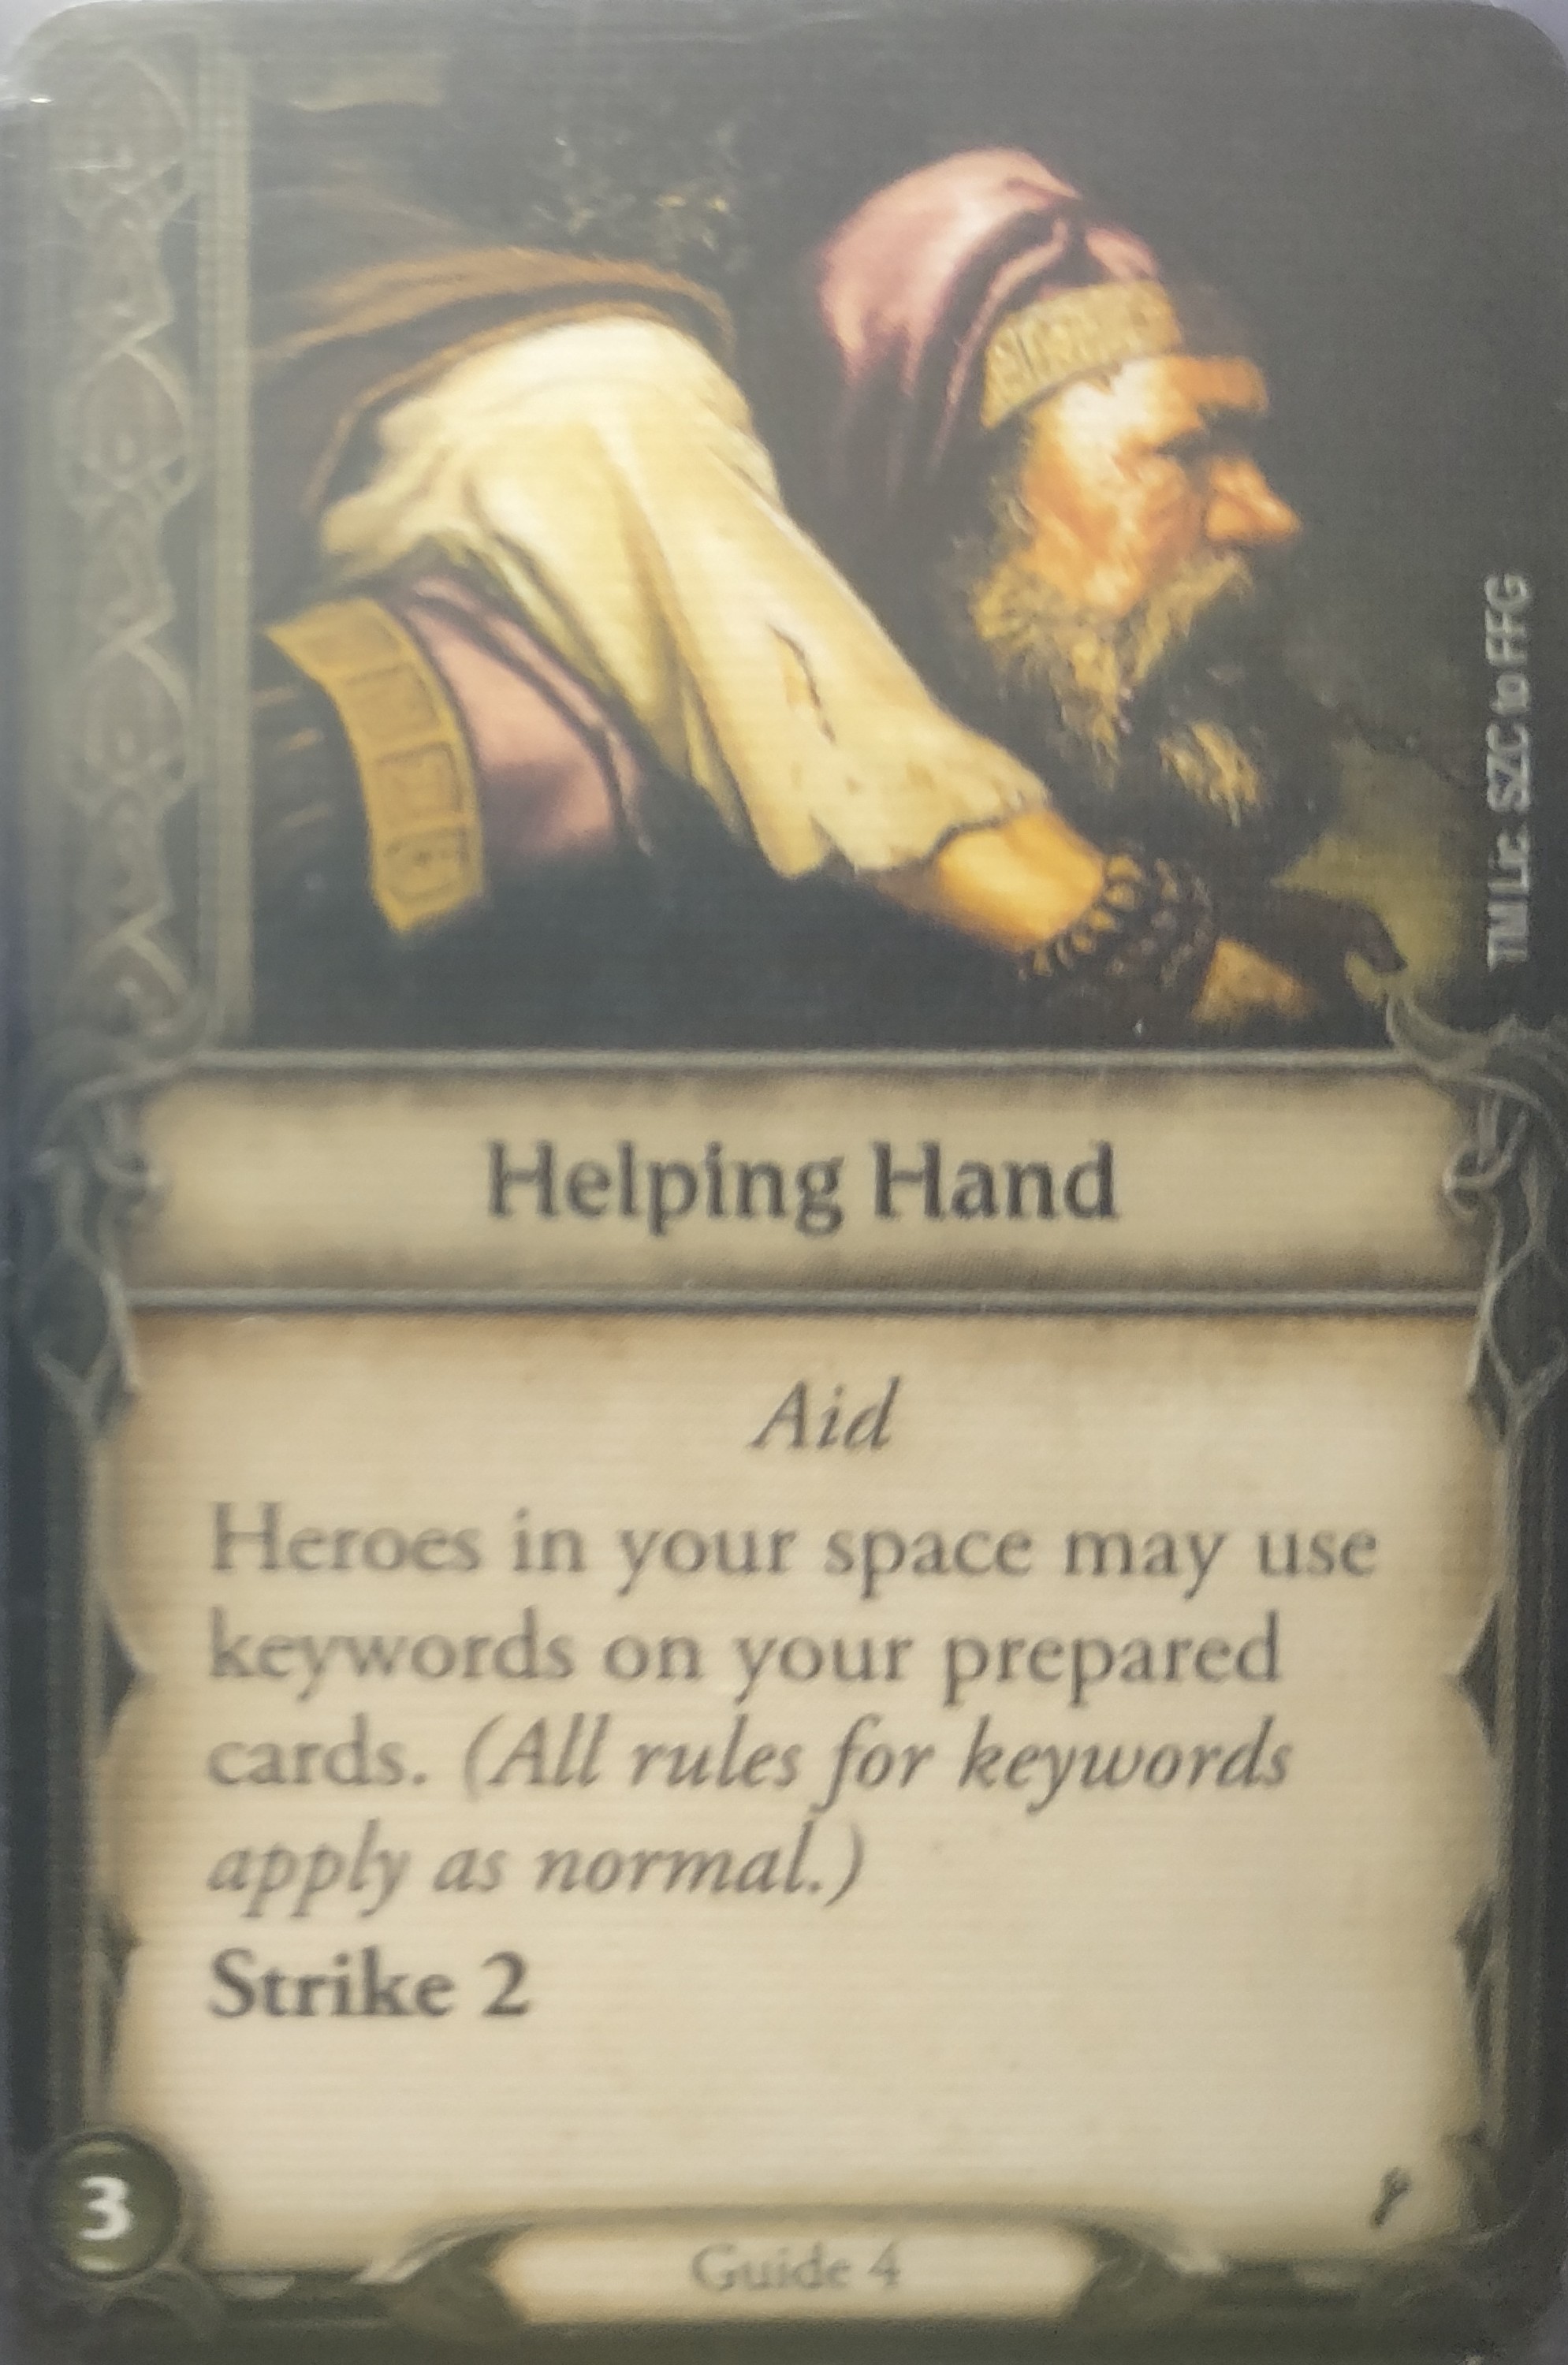 TM Lic. SZC to FFG
Helping Hand
Aid
Heroes in your space may use
keywords on your prepared
cards. (All rules for keywords
apply as normal.)
Strike 2
3
Guide 4